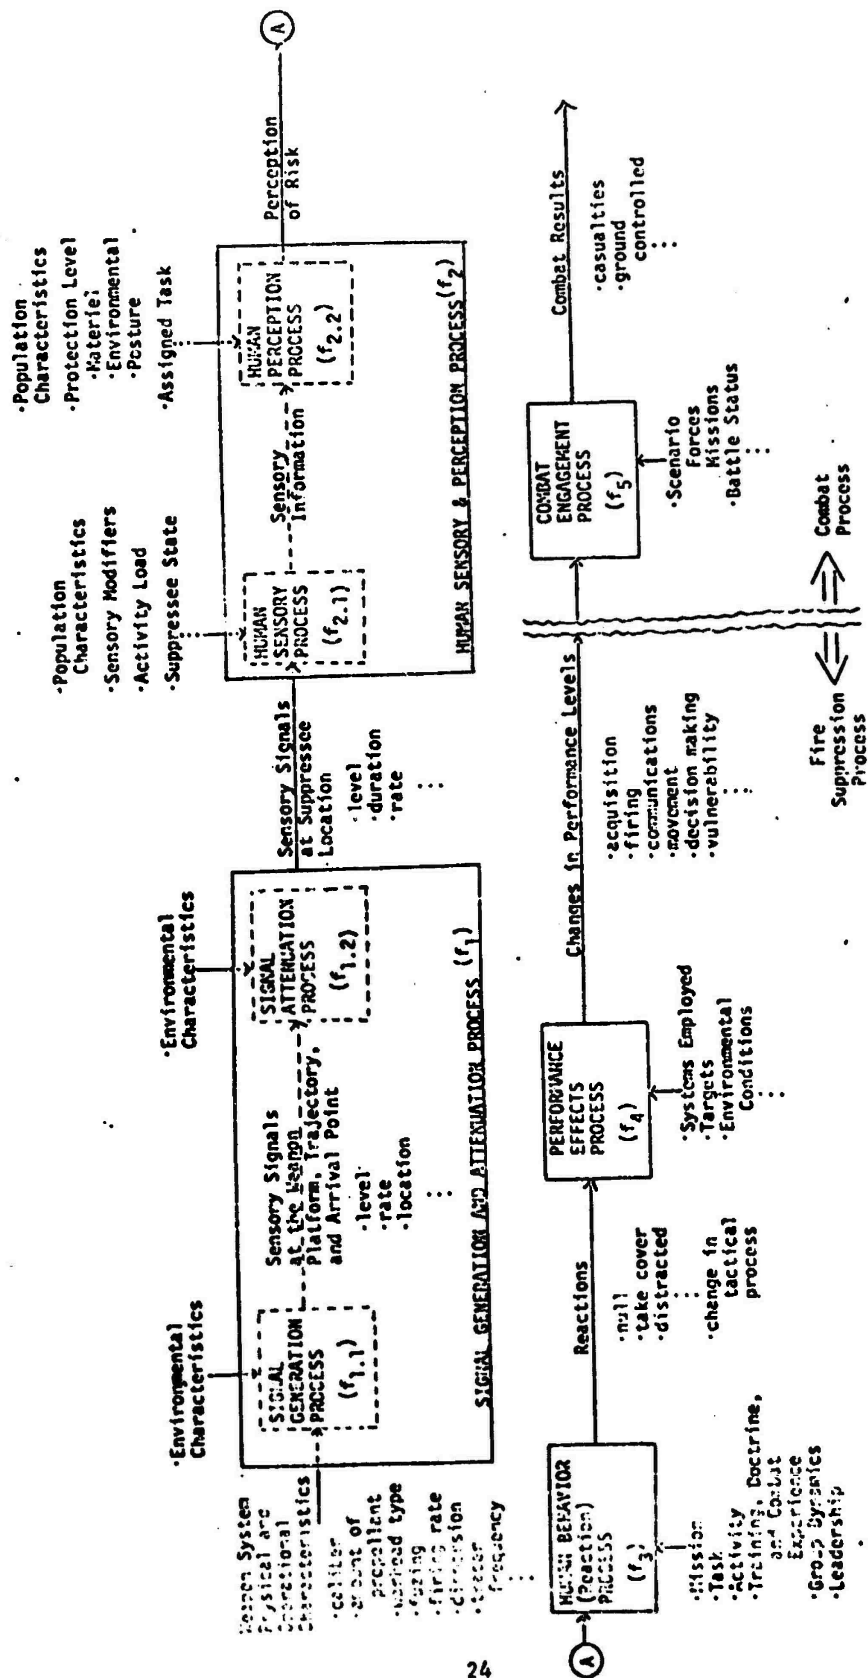 Weapon System
Physical and
Operational
Characteristics
·caliber
·amount of
propellant
·warhead type
·fuzing
·firing rate
·dimension
·tracer
frequency
·Environmental
Characteristics
SIGNAL
GENERATION
PROCESS
(f1.1)
Sensory Signals
at the Weapon
Platform, Trajectory,
and Arrival Point
·level
·rate
·location
·Environmental
Characteristics
SIGNAL
ATTENUATION
PROCESS
(f1.2)
SIGNAL GENERATION AND ATTENUATION PROCESS (f1)
Sensory Signals
at Suppressee
Location
·level
·duration
·rate
·Population
Characteristics
·Sensory Modifiers
·Activity Load
·Suppressee State
HUMAN
SENSORY
PROCESS
(f2.1)
Sensory
Information
·Population
Characteristics
·Protection Level
·Materiel
·Environmental
·Posture
·Assigned Task
HUMAN
PERCEPTION
PROCESS
(f2.2)
HUMAN SENSORY & PERCEPTION PROCESS (f2)
Perception
of Risk
A
A
HUMAN BEHAVIOR
(Reaction)
PROCESS
(f3)
·Mission
·Task
·Activity
·Training, Doctrine,
and Combat
Experience
·Group Dynamics
·Leadership
Reactions
·null
·take cover
·distracted
·change in
tactical
process
PERFORMANCE
EFFECTS
PROCESS
(f4)
·Systems Employed
·Targets
·Environmental
Conditions
Changes in Performance Levels
·acquisition
·firing
·communications
·movement
·decision making
·vulnerability
Fire
Suppression
Process
Combat
Process
COMBAT
ENGAGEMENT
PROCESS
(f5)
·Scenario
Forces
Missions
·Battle Status
Combat Results
·casualties
·ground
controlled
24